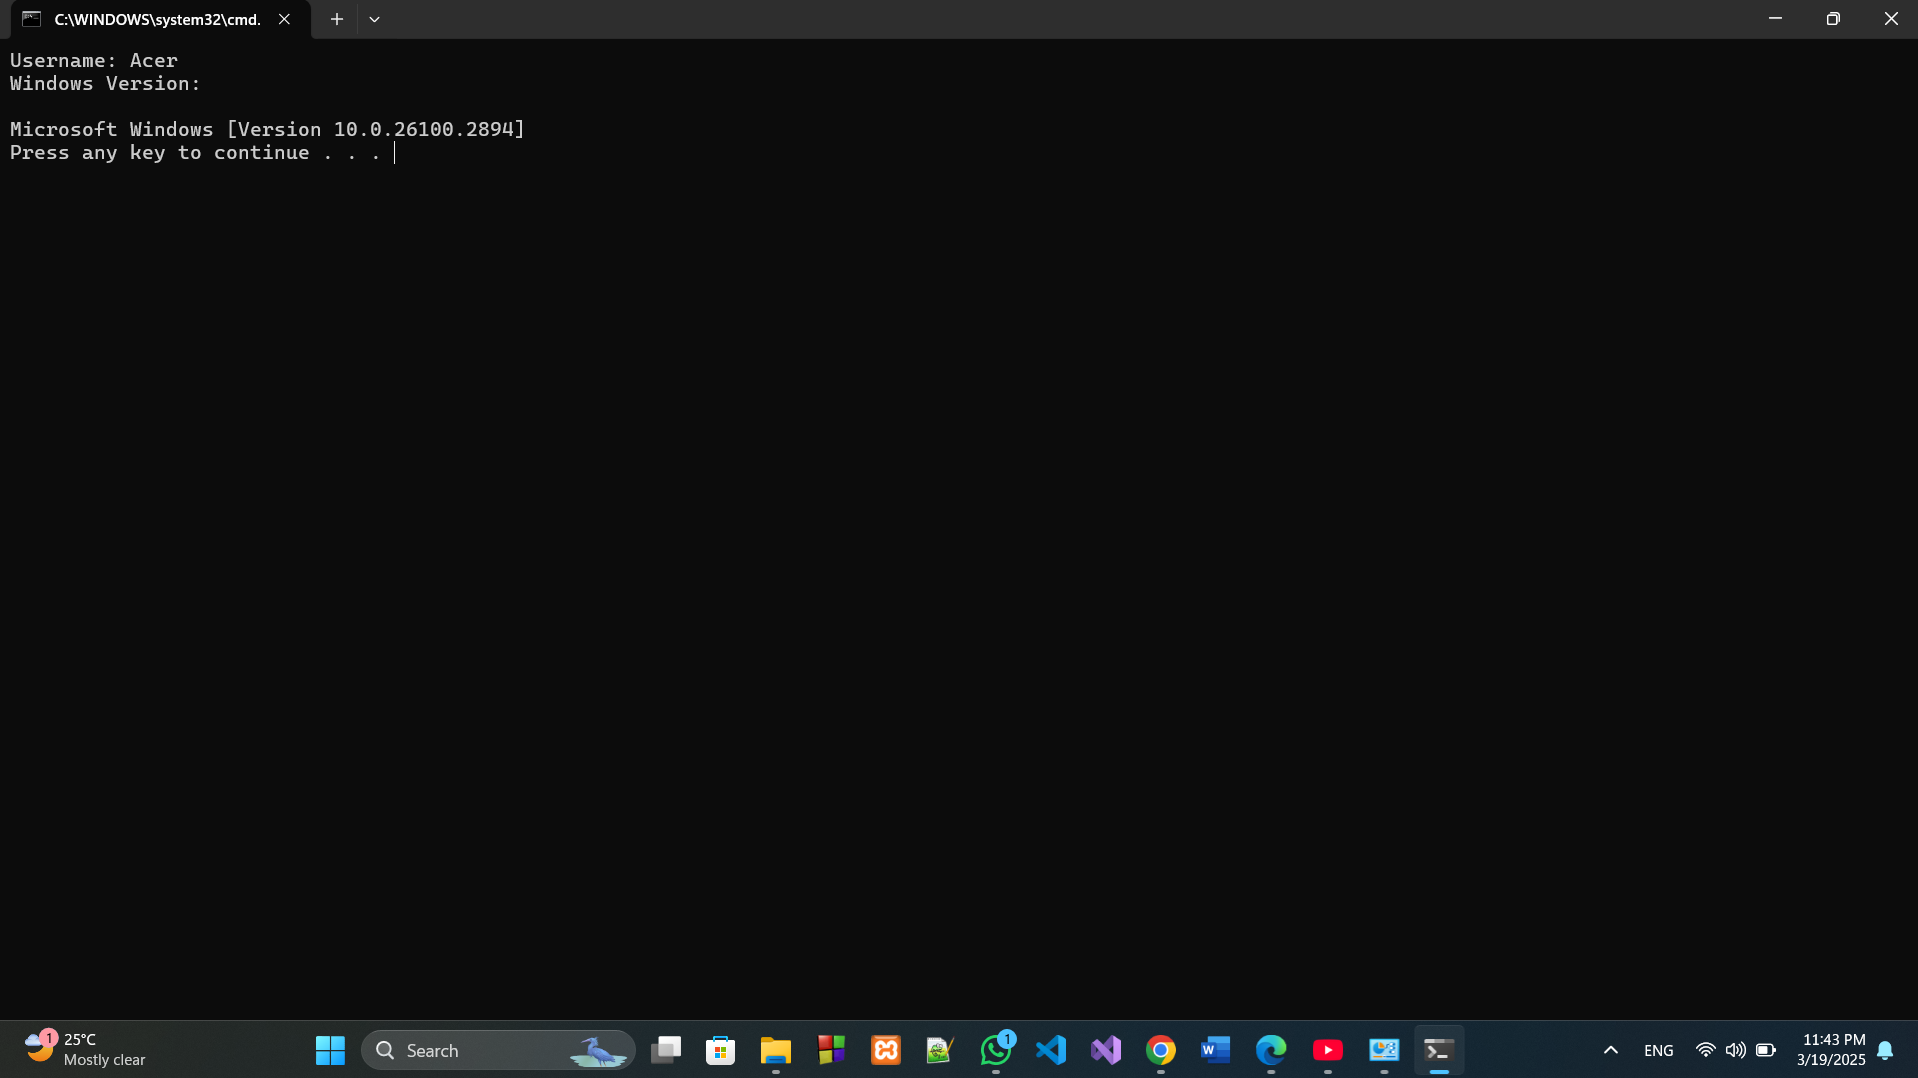 C:\WINDOWS\system32\cmd.
Username: Acer
Windows Version:
Microsoft Windows [Version 10.0.26100.2894]
Press any key to continue . . .
1
25°C
Mostly clear
Search
1
W
ENG
11:43 PM
3/19/2025